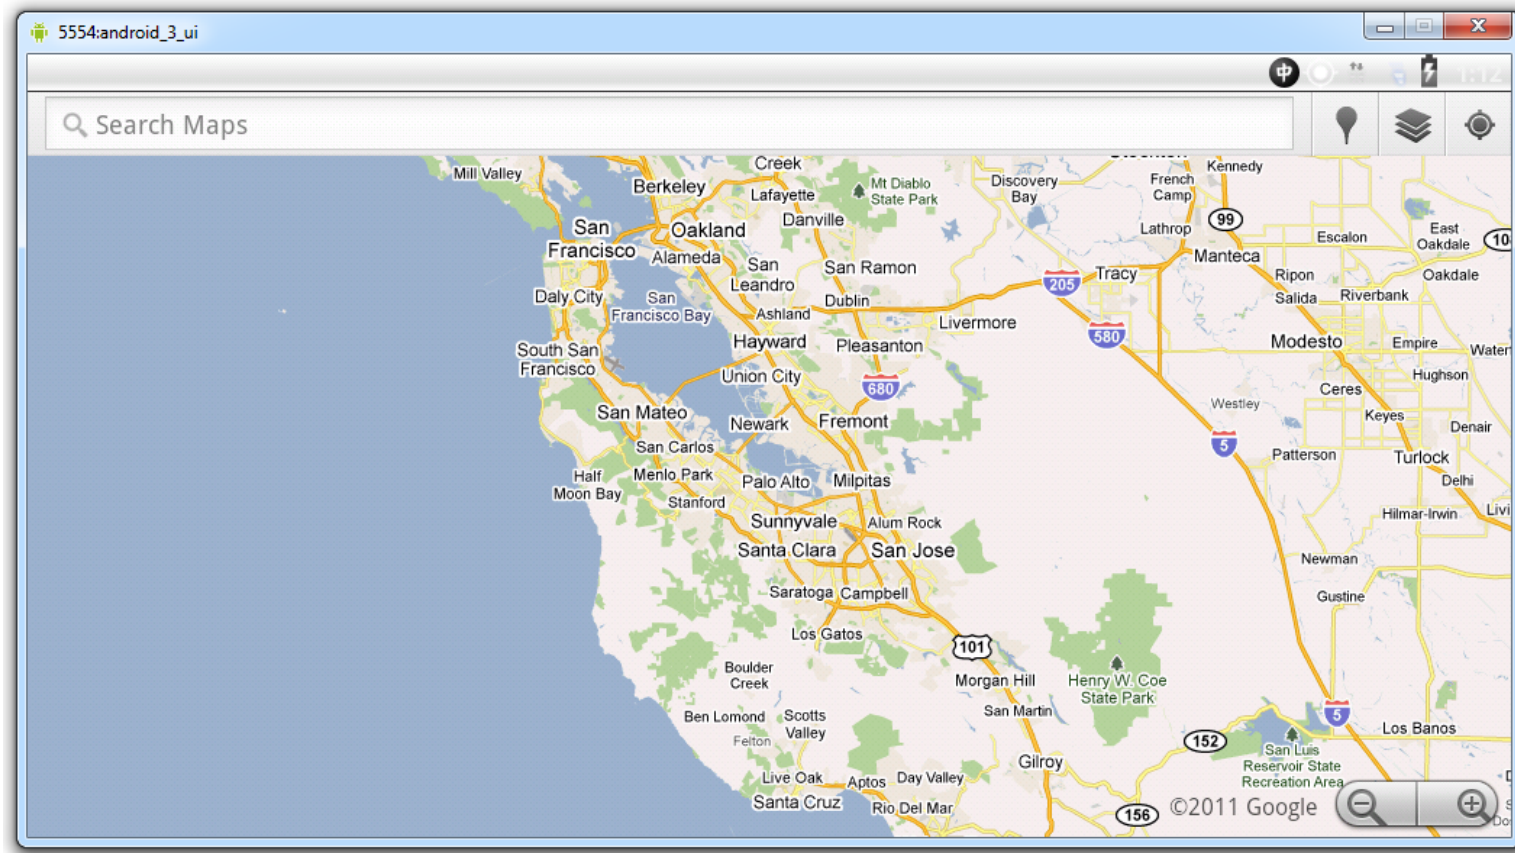 5554:android_3_ui
中
1:12
Search Maps
Mill Valley
Berkeley
Creek
Lafayette
Mt Diablo
State Park
Discovery
Bay
French
Camp
Kennedy
Stockton
99
San
Francisco
Oakland
Danville
Lathrop
Escalon
East
Oakdale
Alameda
San
Leandro
San Ramon
Manteca
Daly City
San
Francisco Bay
Dublin
205
Tracy
Ripon
Oakdale
Salida
Riverbank
Ashland
Livermore
580
South San
Francisco
Hayward
Pleasanton
Modesto
Empire
Union City
680
Hughson
Ceres
San Mateo
Newark
Fremont
Westley
Keyes
Denair
San Carlos
5
Patterson
Turlock
Half
Moon Bay
Menlo Park
Palo Alto
Milpitas
Delhi
Stanford
Sunnyvale
Alum Rock
Hilmar-Irwin
Livi
Santa Clara
San Jose
Newman
Saratoga
Campbell
Gustine
Los Gatos
101
Boulder
Creek
Morgan Hill
Henry W. Coe
State Park
Ben Lomond
Scotts
Valley
San Martin
5
Felton
152
Los Banos
San Luis
Reservoir State
Recreation Area
Gilroy
Live Oak
Aptos
Day Valley
Santa Cruz
Rio Del Mar
156
©2011 Google